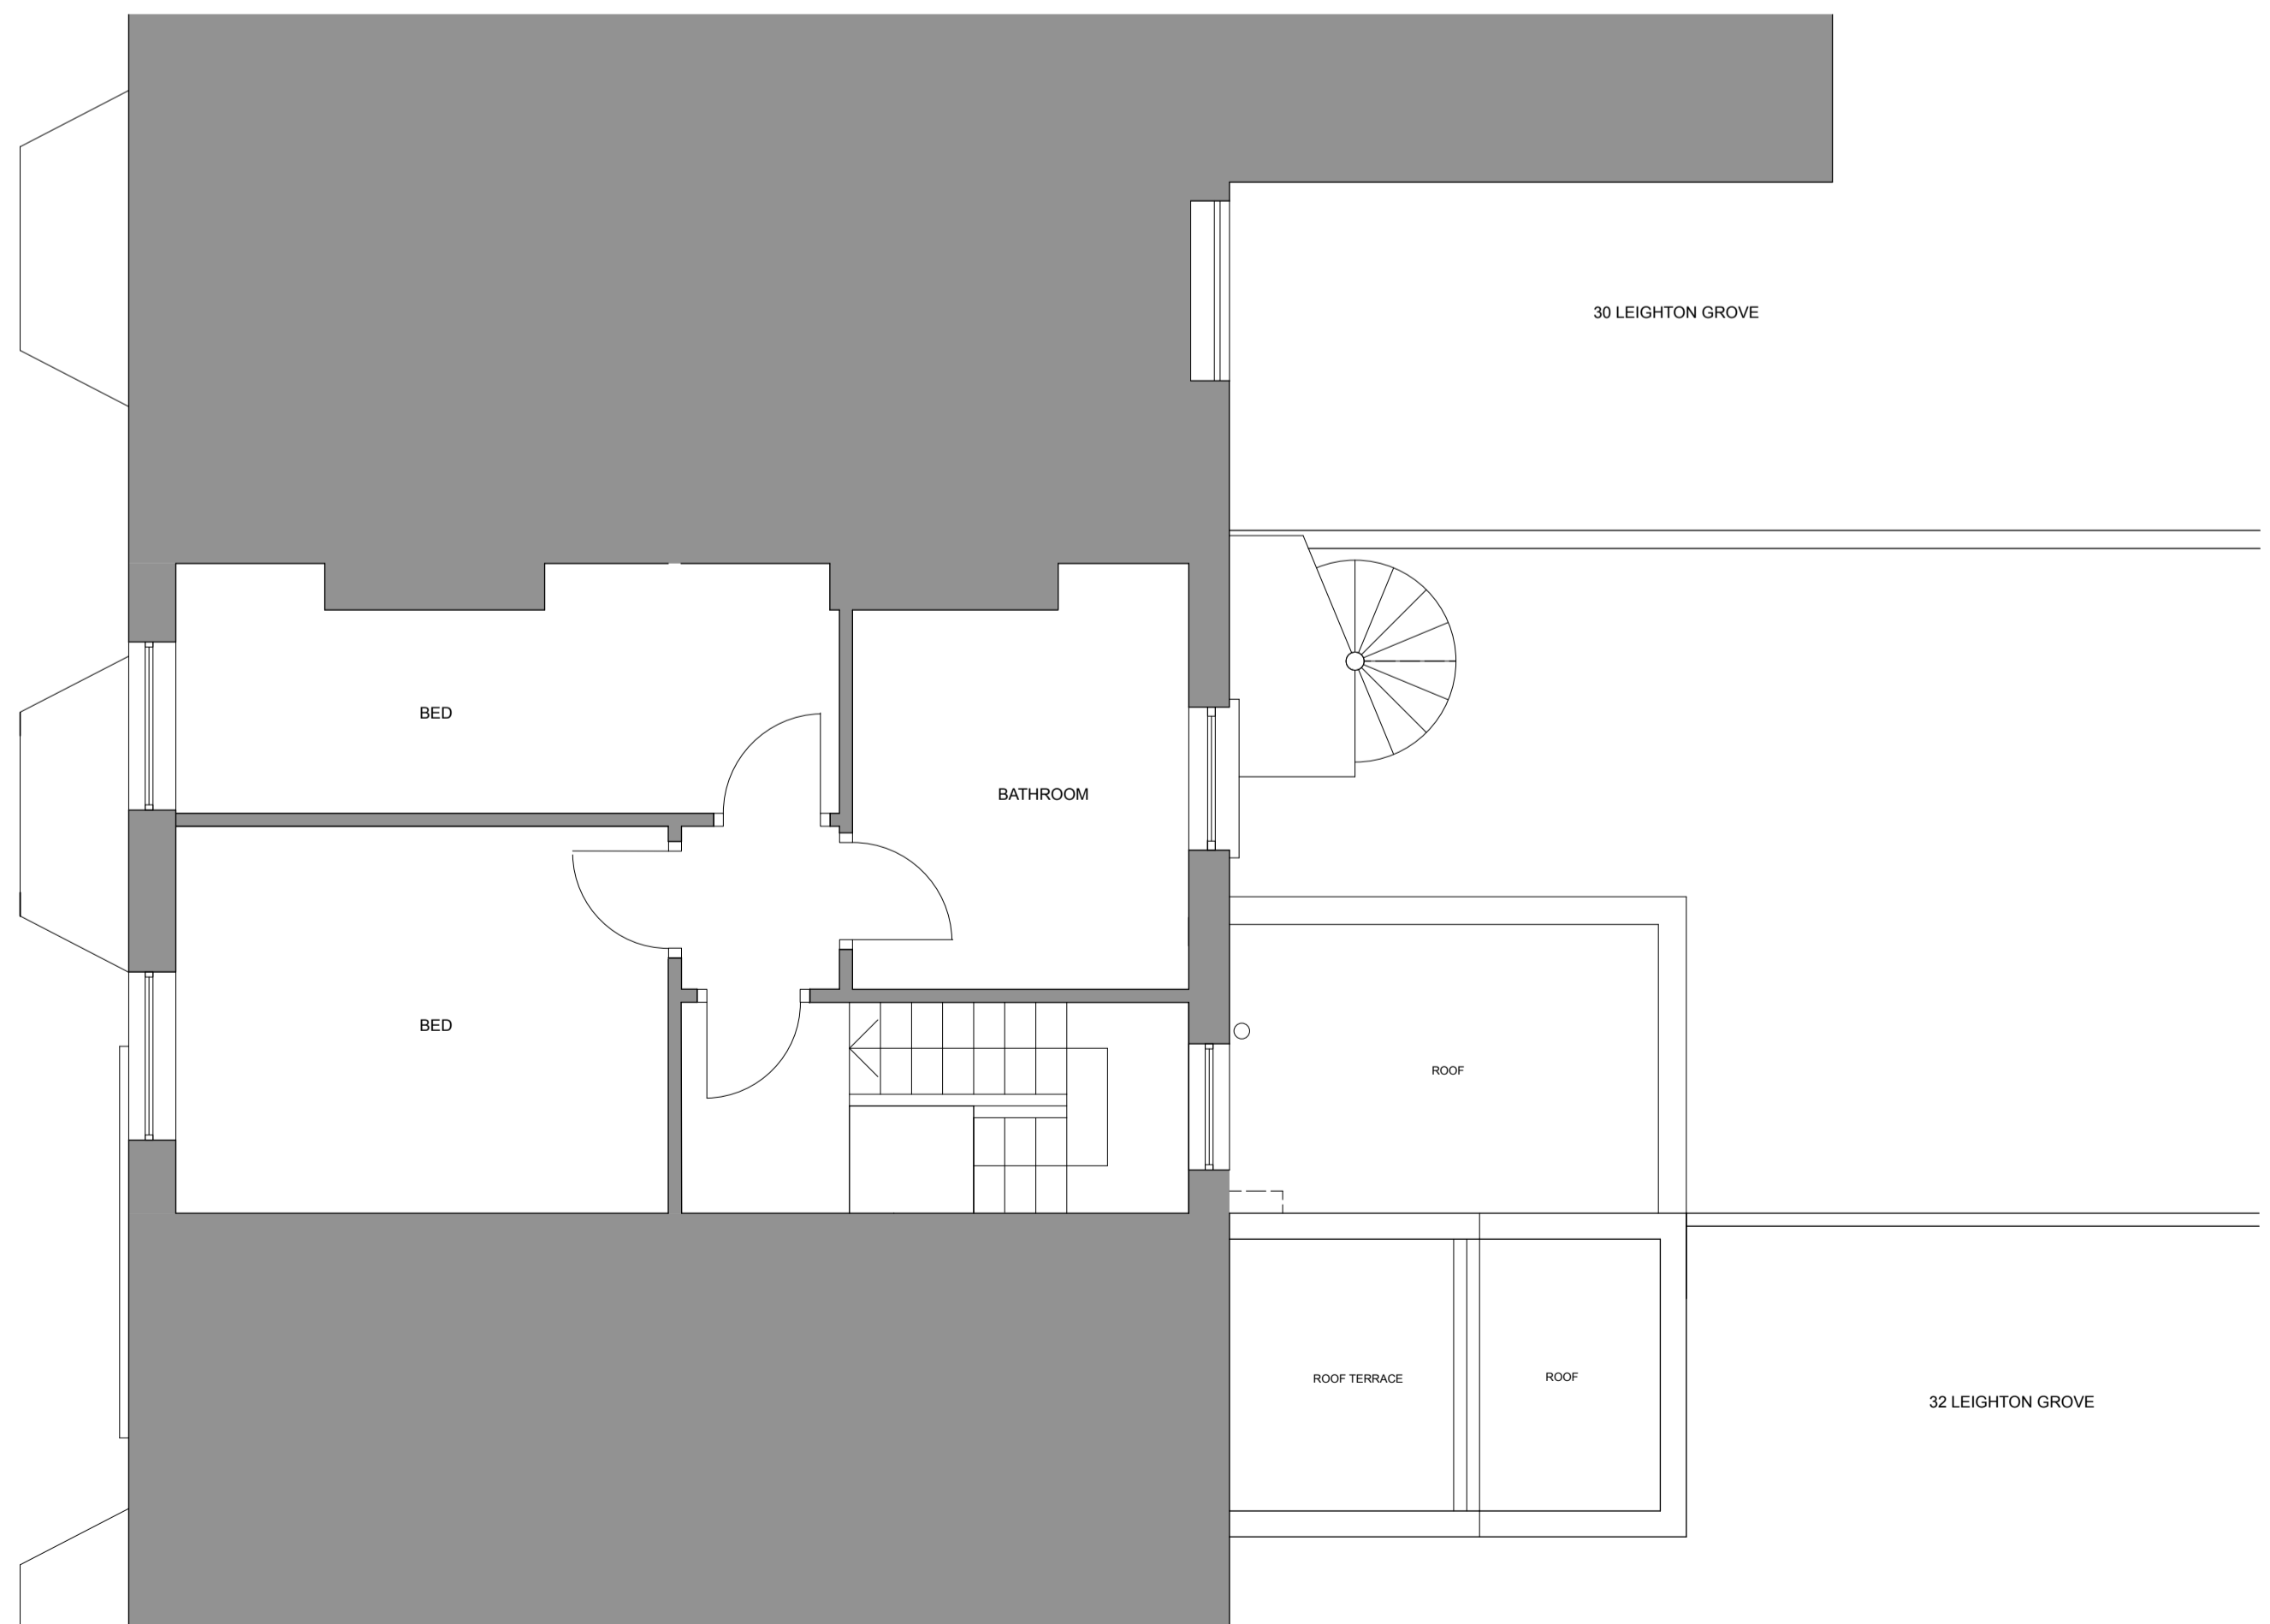 30 LEIGHTON GROVE
BED
BATHROOM
BED
ROOF
ROOF TERRACE
ROOF
32 LEIGHTON GROVE